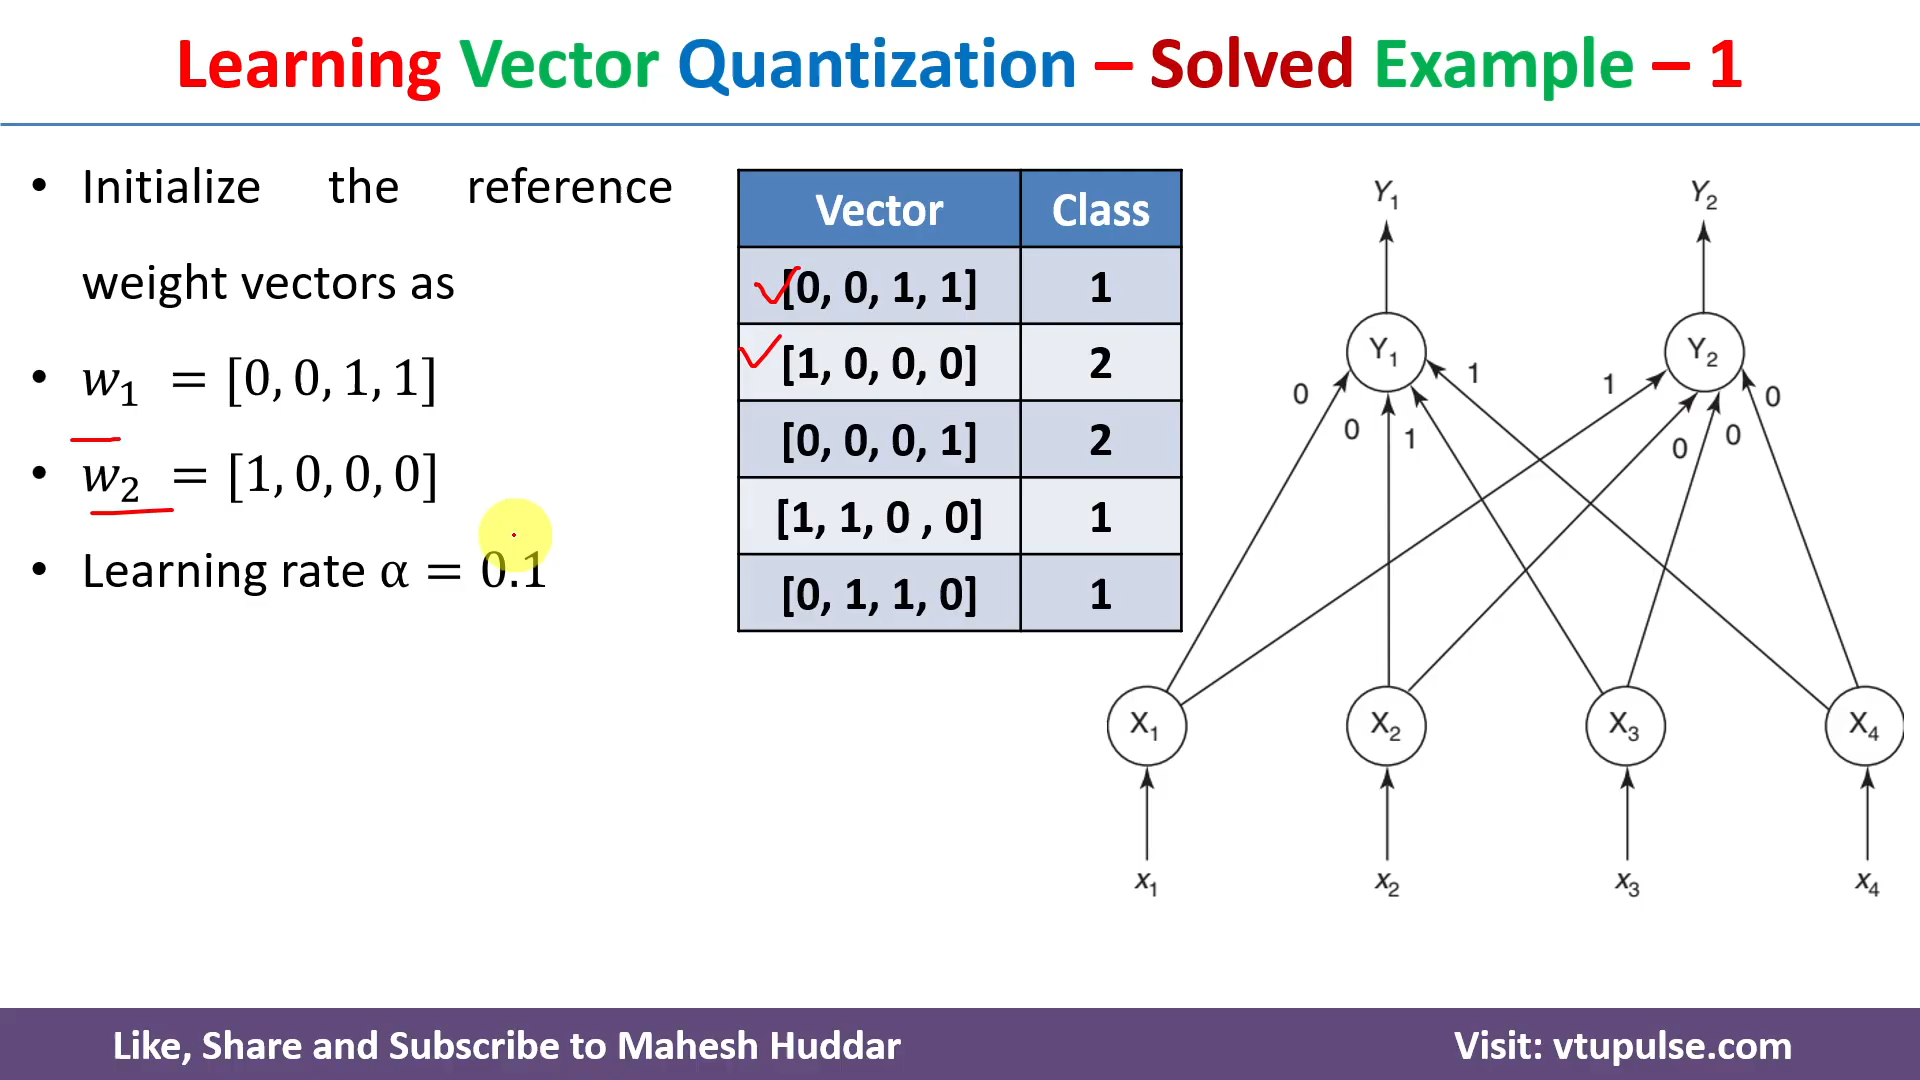 Learning Vector Quantization – Solved Example – 1
• Initialize the reference
weight vectors as
• w₁ = [0, 0, 1, 1]
• w₂ = [1, 0, 0, 0]
• Learning rate α = 0.1
Vector Class
[0, 0, 1, 1] 1
[1, 0, 0, 0] 2
[0, 0, 0, 1] 2
[1, 1, 0 , 0] 1
[0, 1, 1, 0] 1
Y₁ Y₂
Y₁ Y₂
0 0 1 1 1 0 0 0
X₁ X₂ X₃ X₄
x₁ x₂ x₃ x₄
Like, Share and Subscribe to Mahesh Huddar
Visit: vtupulse.com